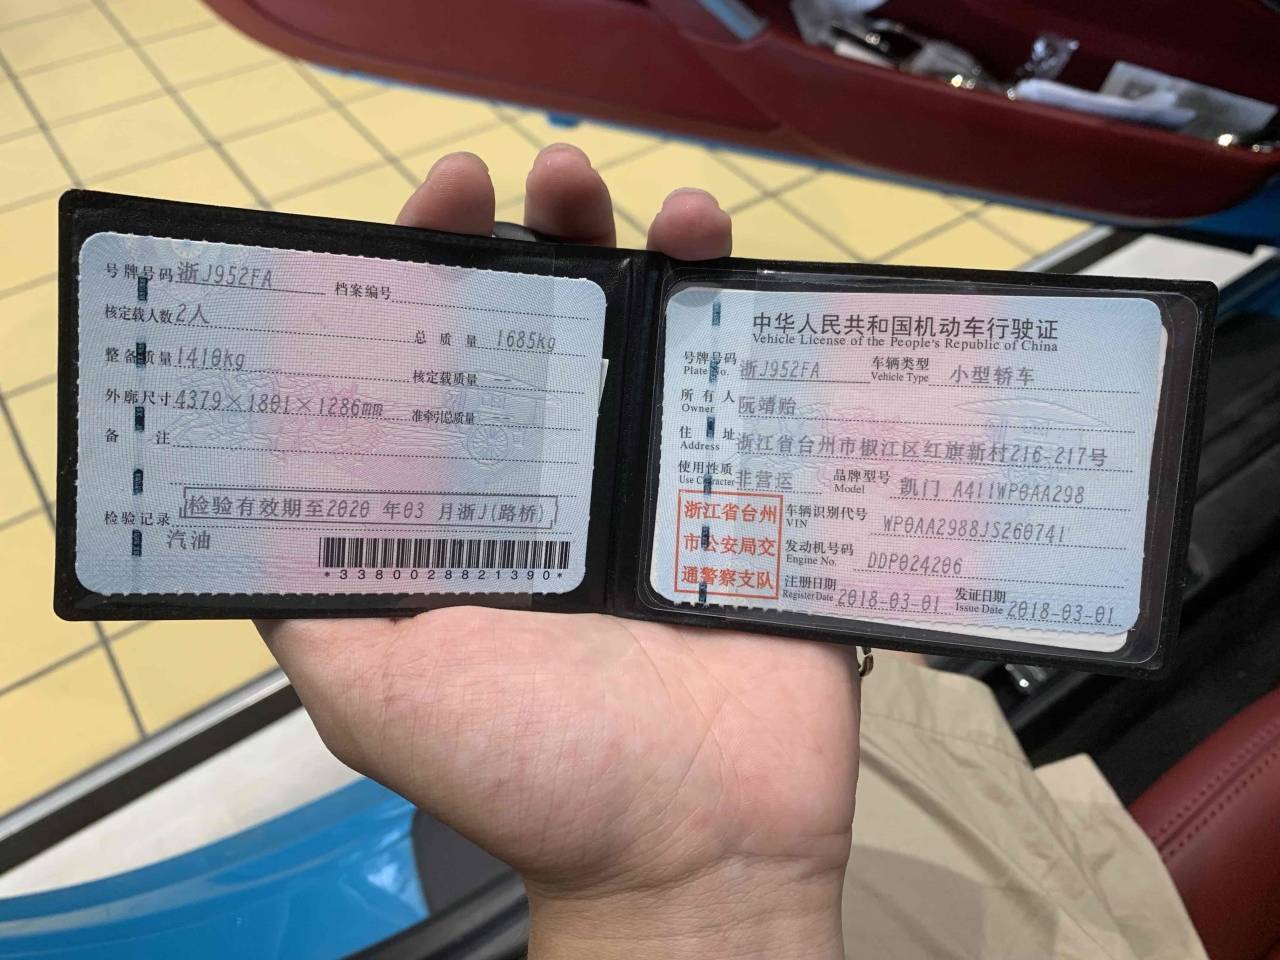 号牌号码 浙J952FA 档案编号
核定载人数 2人 总质量 1685kg
整备质量 1410kg 核定载质量 --
外廓尺寸 4379×1801×1286mm 准牵引总质量 --
备注
检验有效期至2020 年03 月浙J(路桥)
检验记录
汽油
*3380028821390*
中华人民共和国机动车行驶证
Vehicle License of the People's Republic of China
号牌号码 浙J952FA 车辆类型 小型轿车
Plate No. Vehicle Type
所有人 阮靖贻
Owner
住址 浙江省台州市椒江区红旗新村216-217号
Address
使用性质 非营运 品牌型号 凯门 A411WP0AA298
Use Character Model
浙江省台州
市公安局交
通警察支队
车辆识别代号 WP0AA2988JS260741
VIN
发动机号码 DDP024206
Engine No.
注册日期 2018-03-01 发证日期 2018-03-01
Register Date Issue Date